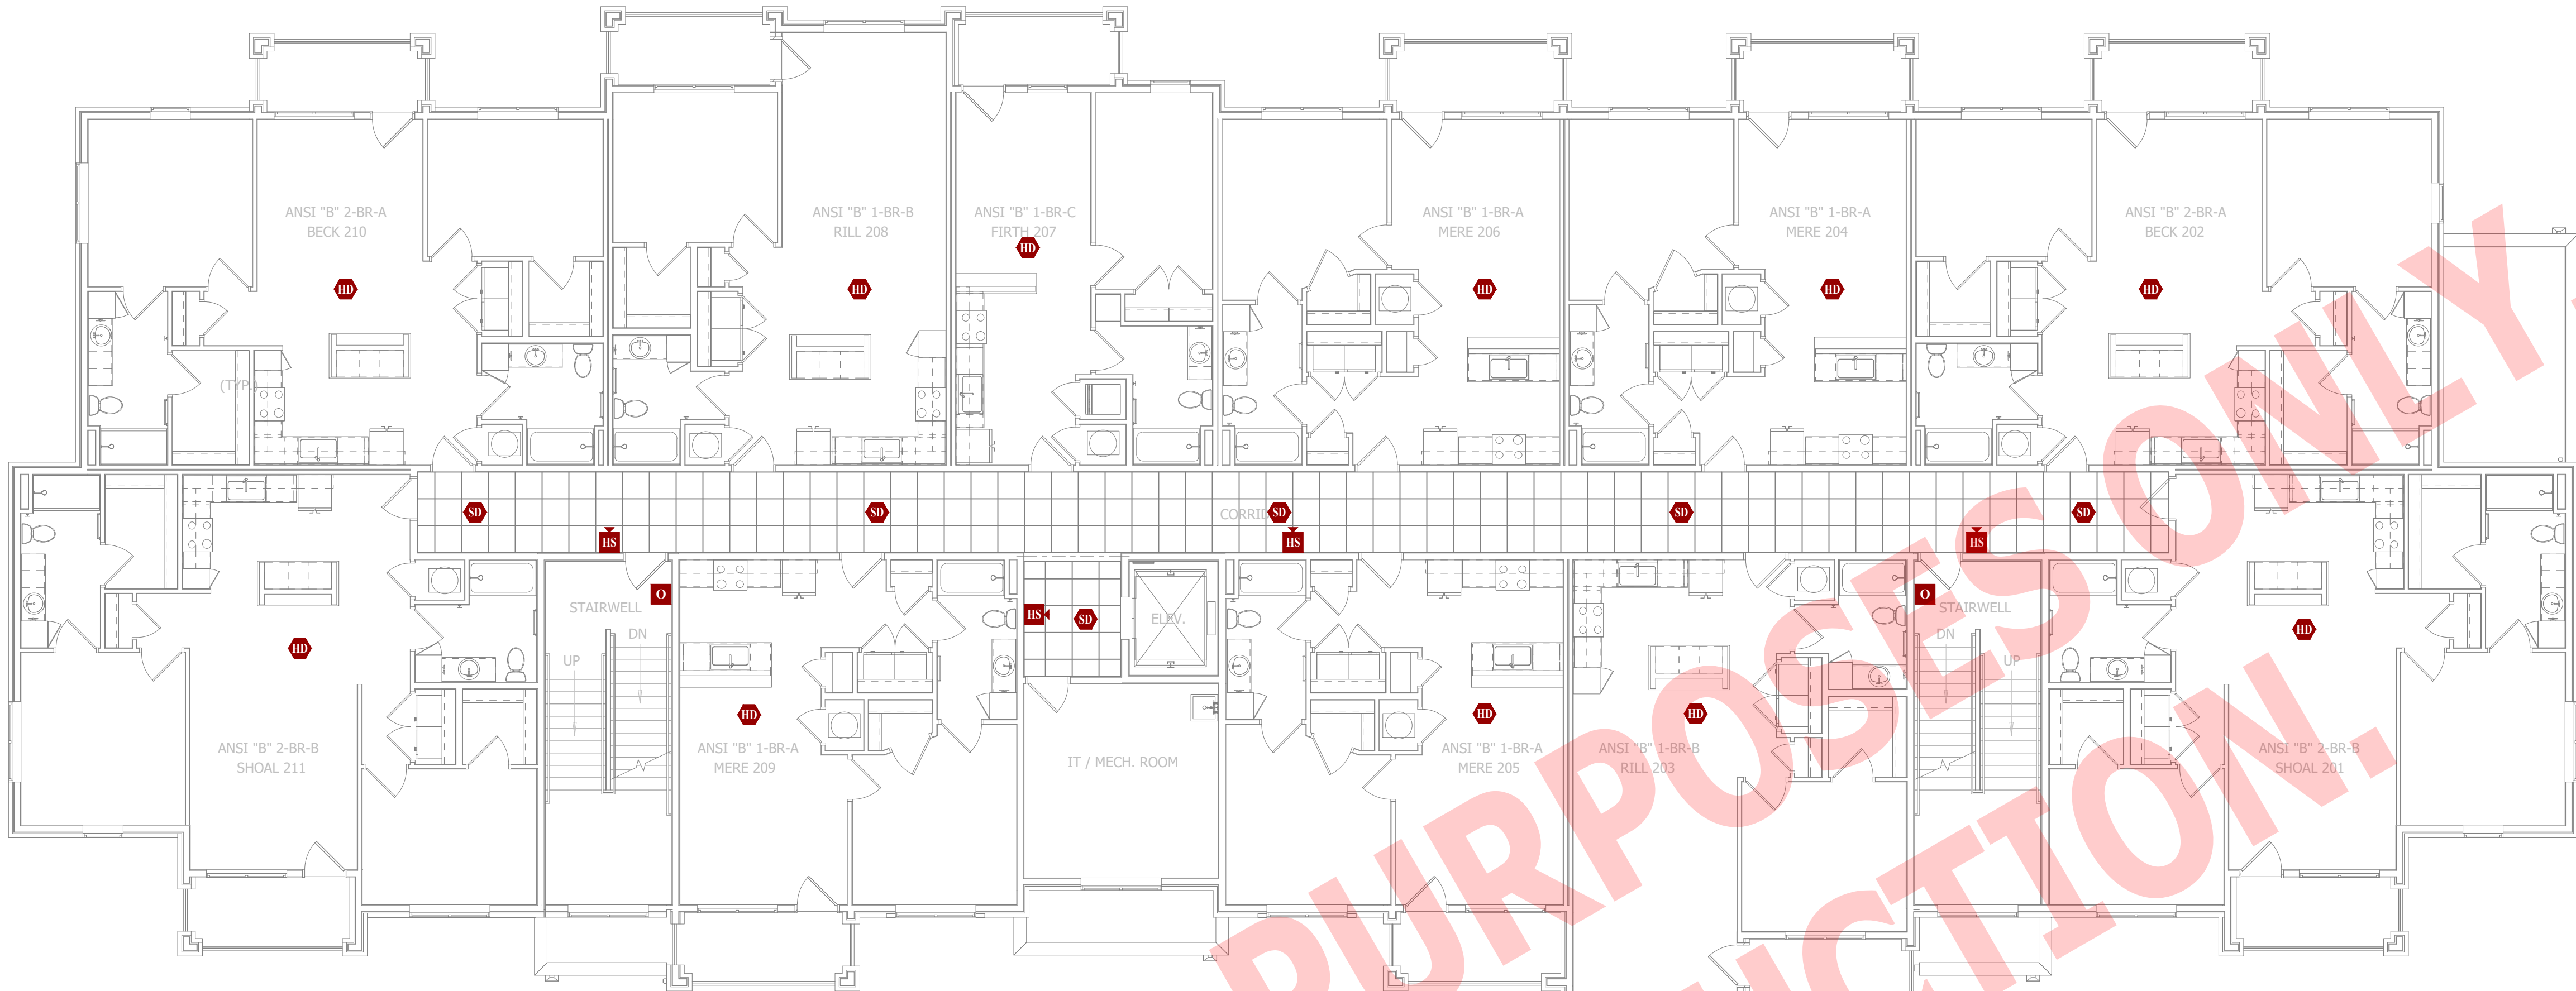 ANSI "B" 2-BR-A
BECK 210
HD
(TYP.)
ANSI "B" 1-BR-B
RILL 208
HD
ANSI "B" 1-BR-C
FIRTH 207
HD
ANSI "B" 1-BR-A
MERE 206
HD
ANSI "B" 1-BR-A
MERE 204
HD
ANSI "B" 2-BR-A
BECK 202
HD
SD
SD
CORRID
SD
SD
SD
HS
HS
HS
HD
ANSI "B" 2-BR-B
SHOAL 211
STAIRWELL
O
DN
UP
HD
ANSI "B" 1-BR-A
MERE 209
HS
SD
ELEV.
IT / MECH. ROOM
HD
ANSI "B" 1-BR-A
MERE 205
HD
ANSI "B" 1-BR-B
RILL 203
O
STAIRWELL
DN
UP
HD
ANSI "B" 2-BR-B
SHOAL 201
PURPOSES ONLY
UCTION.